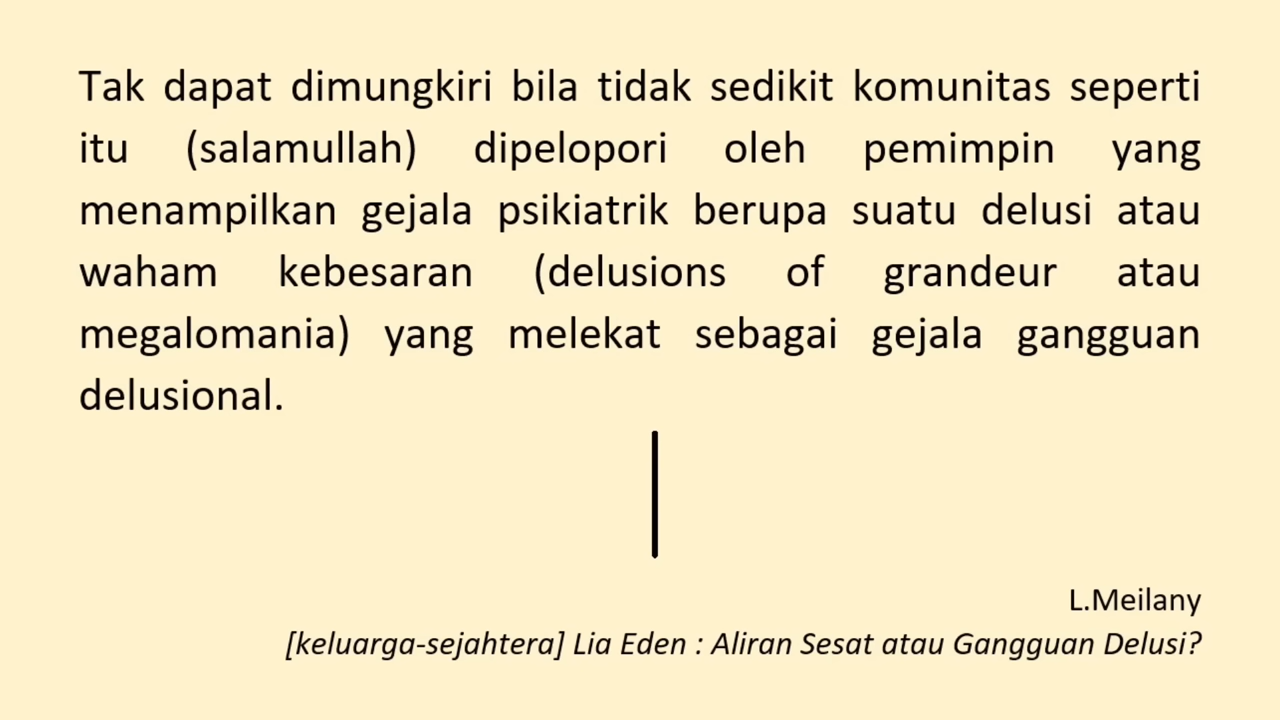 Tak dapat dimungkiri bila tidak sedikit komunitas seperti
itu (salamullah) dipelopori oleh pemimpin yang
menampilkan gejala psikiatrik berupa suatu delusi atau
waham kebesaran (delusions of grandeur atau
megalomania) yang melekat sebagai gejala gangguan
delusional.
L.Meilany
[keluarga-sejahtera] Lia Eden : Aliran Sesat atau Gangguan Delusi?